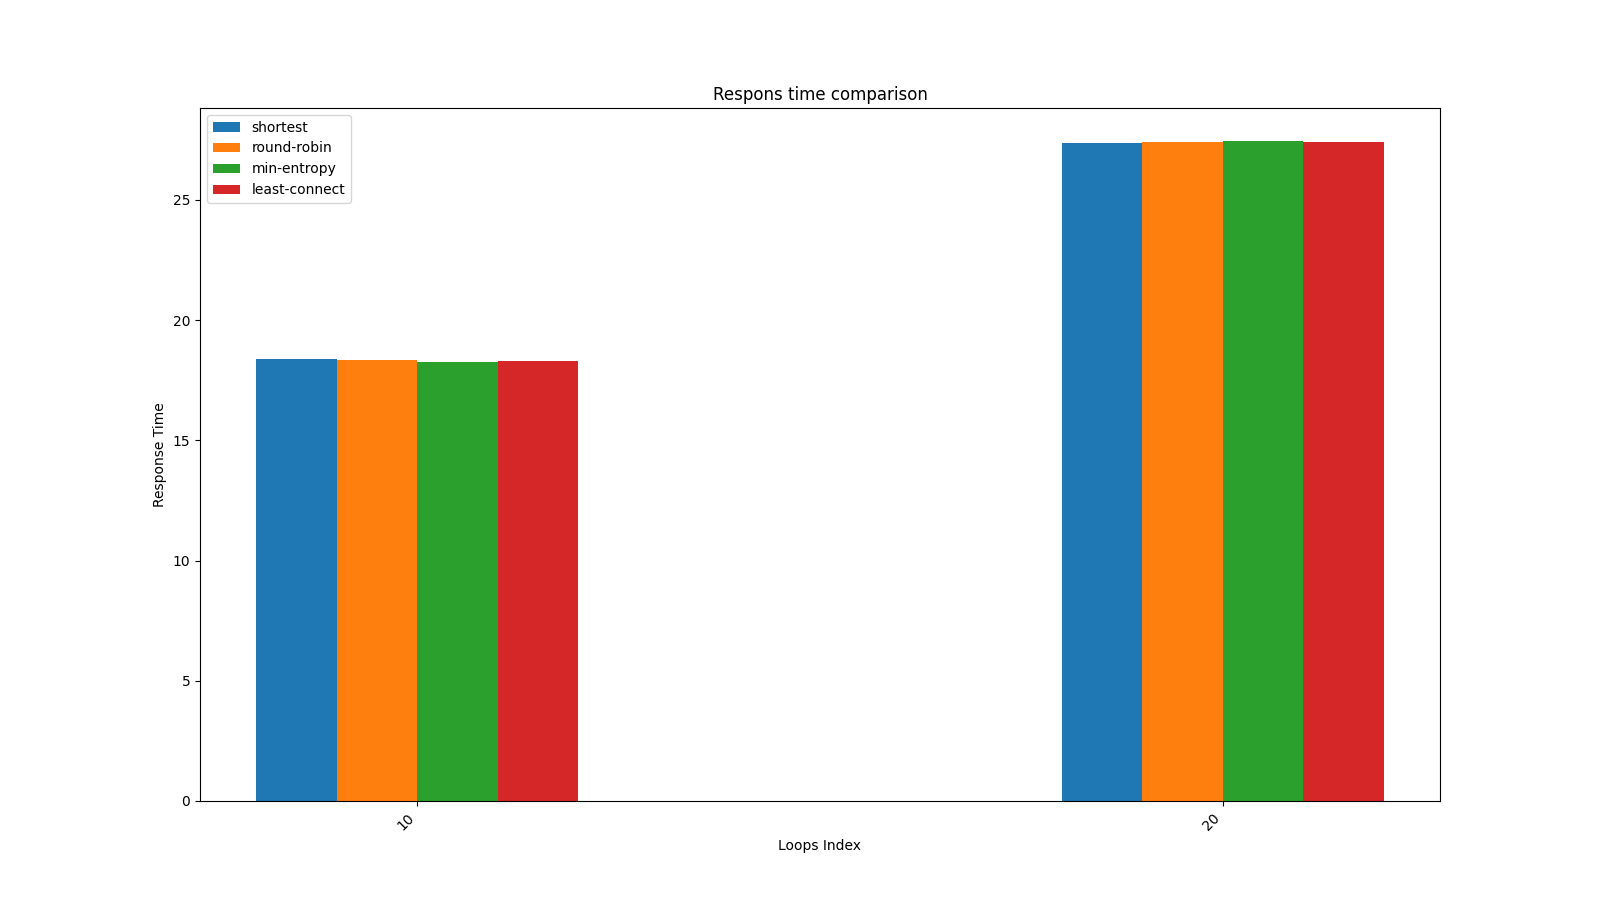 Respons time comparison
shortest
round-robin
min-entropy
least-connect
25
20
15
10
5
0
Response Time
10
20
Loops Index